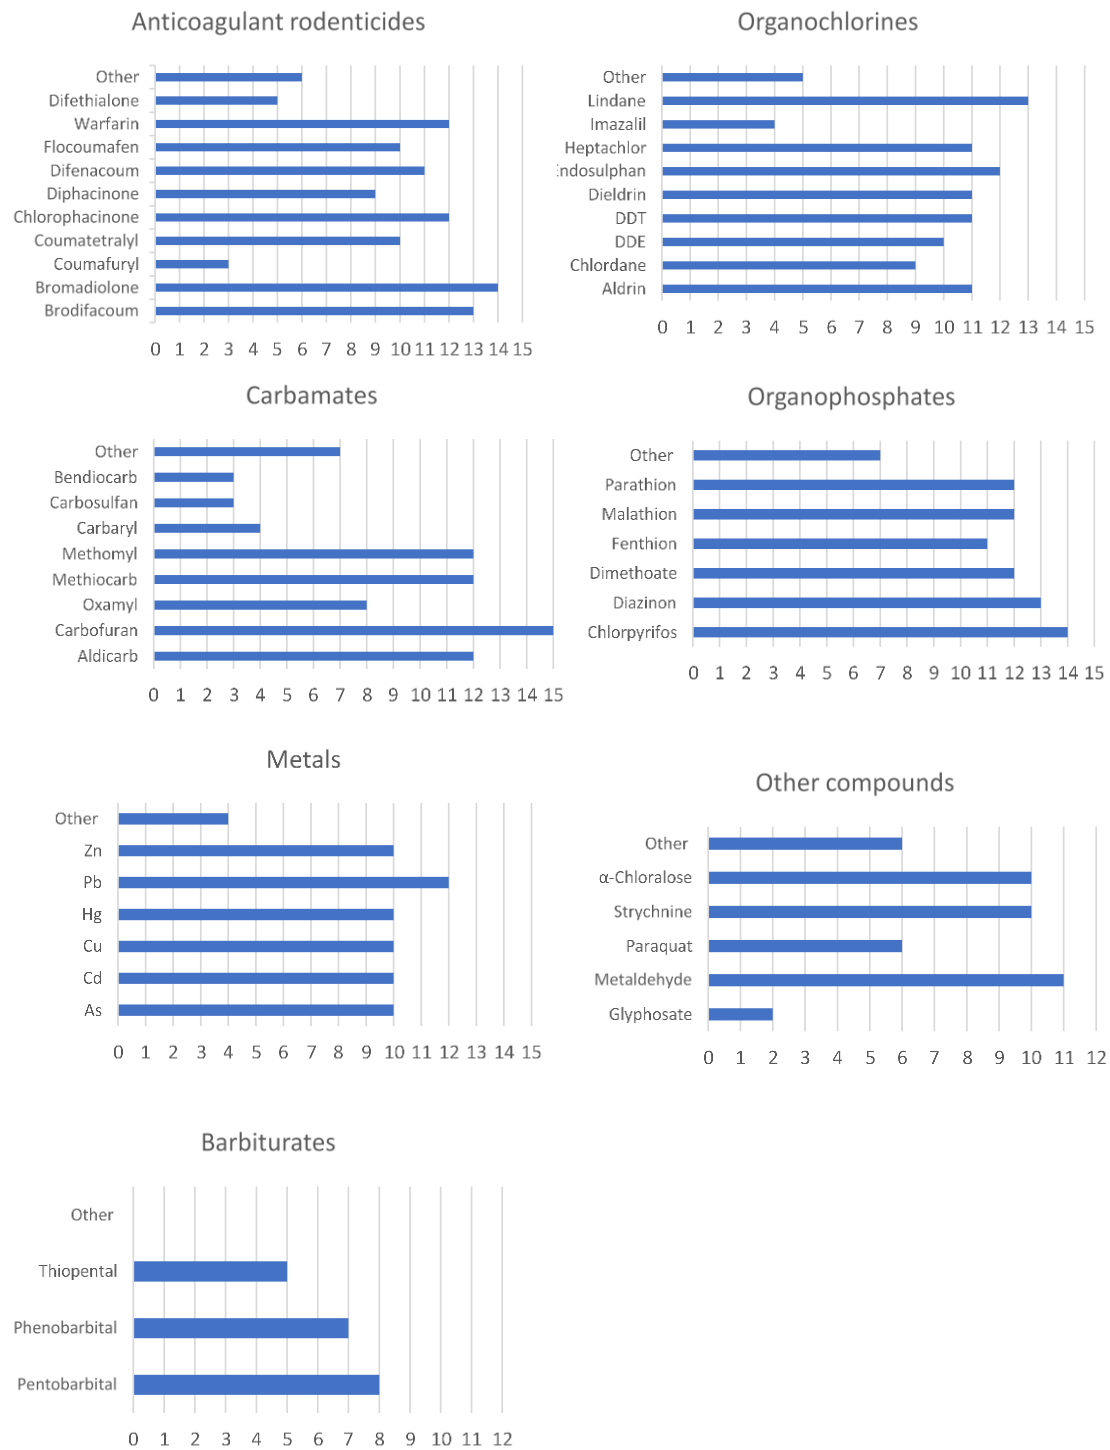 Anticoagulant rodenticides
Other
Difethialone
Warfarin
Flocoumafen
Difenacoum
Diphacinone
Chlorophacinone
Coumatetralyl
Coumafuryl
Bromadiolone
Brodifacoum
0 1 2 3 4 5 6 7 8 9 10 11 12 13 14 15
Organochlorines
Other
Lindane
Imazalil
Heptachlor
Endosulphan
Dieldrin
DDT
DDE
Chlordane
Aldrin
0 1 2 3 4 5 6 7 8 9 10 11 12 13 14 15
Carbamates
Other
Bendiocarb
Carbosulfan
Carbaryl
Methomyl
Methiocarb
Oxamyl
Carbofuran
Aldicarb
0 1 2 3 4 5 6 7 8 9 10 11 12 13 14 15
Organophosphates
Other
Parathion
Malathion
Fenthion
Dimethoate
Diazinon
Chlorpyrifos
0 1 2 3 4 5 6 7 8 9 10 11 12 13 14 15
Metals
Other
Zn
Pb
Hg
Cu
Cd
As
0 1 2 3 4 5 6 7 8 9 10 11 12 13 14 15
Other compounds
Other
α-Chloralose
Strychnine
Paraquat
Metaldehyde
Glyphosate
0 1 2 3 4 5 6 7 8 9 10 11 12
Barbiturates
Other
Thiopental
Phenobarbital
Pentobarbital
0 1 2 3 4 5 6 7 8 9 10 11 12